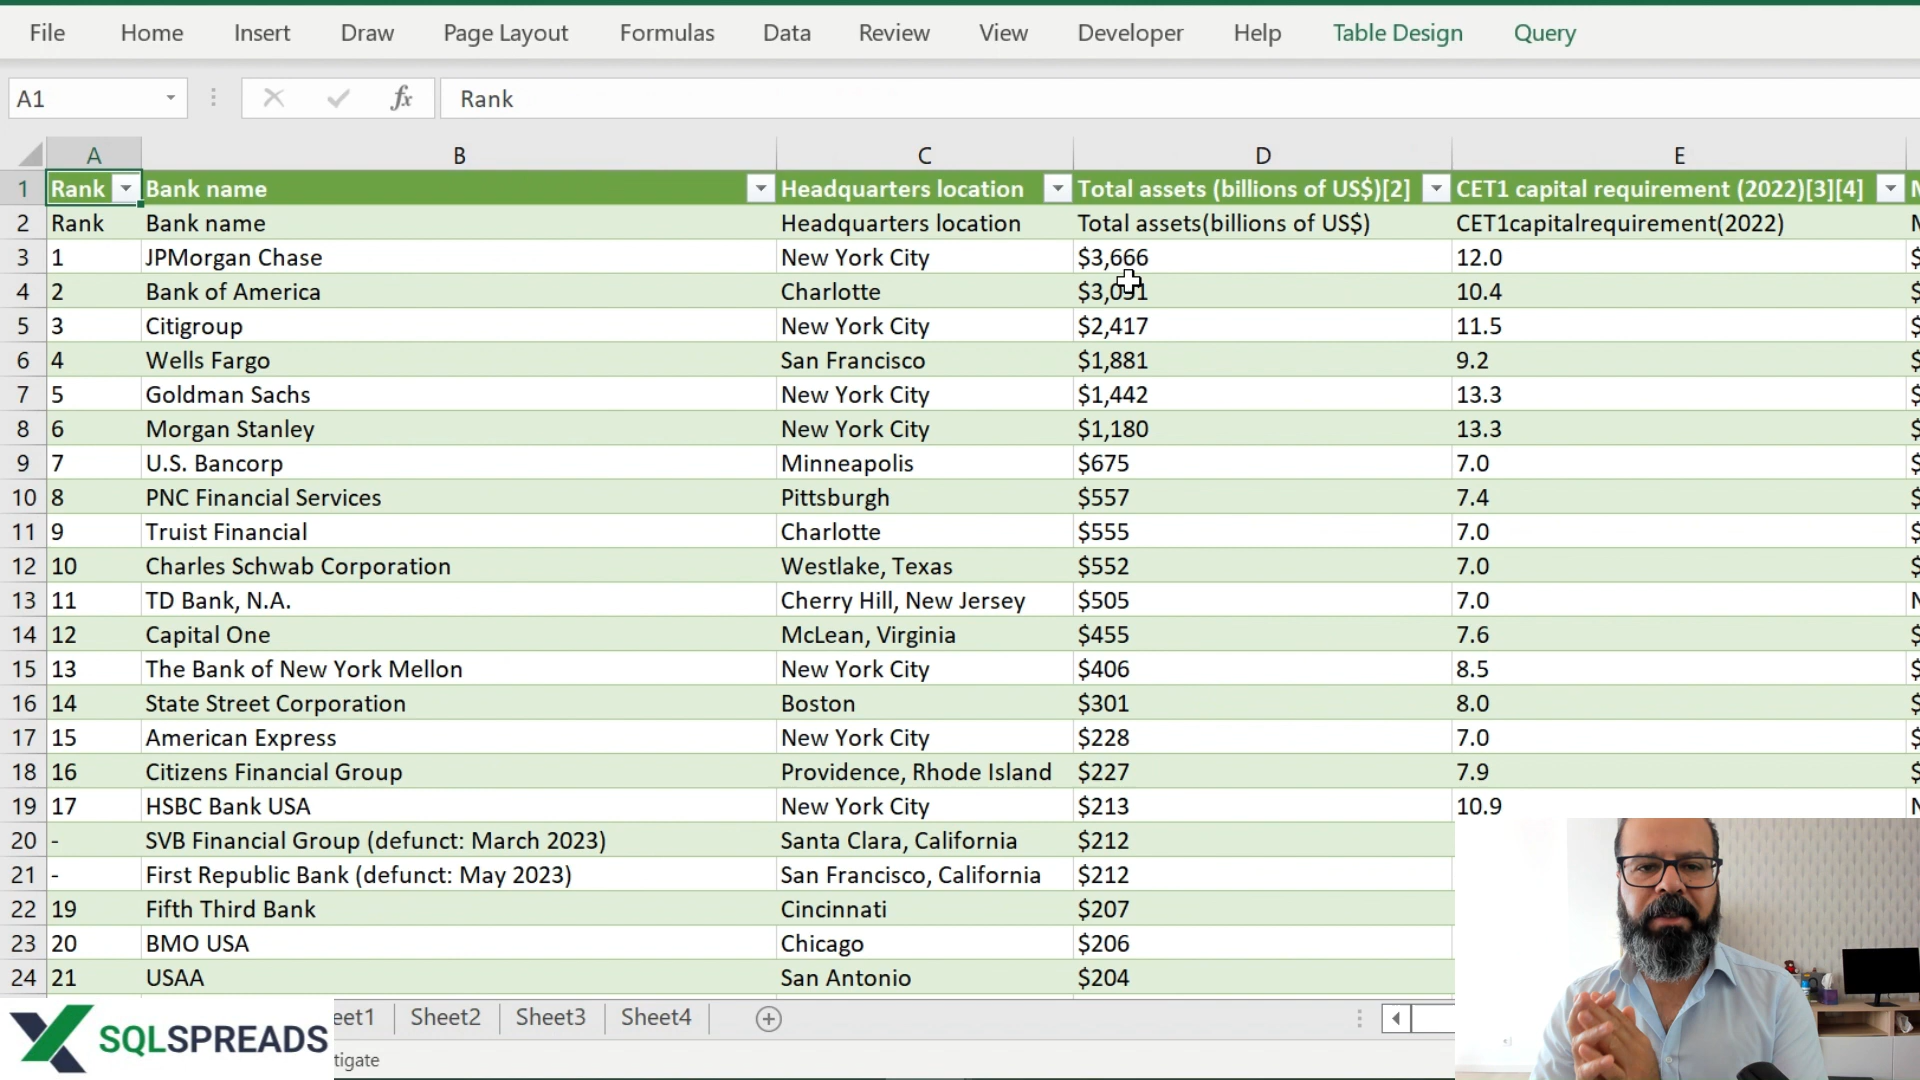 File Home Insert Draw Page Layout Formulas Data Review View Developer Help Table Design Query
A1 fx Rank
A B C D E
1 Rank Bank name Headquarters location Total assets (billions of US$)[2] CET1 capital requirement (2022)[3][4]
2 Rank Bank name Headquarters location Total assets(billions of US$) CET1capitalrequirement(2022)
3 1 JPMorgan Chase New York City $3,666 12.0 $
4 2 Bank of America Charlotte $3,051 10.4 $
5 3 Citigroup New York City $2,417 11.5 $
6 4 Wells Fargo San Francisco $1,881 9.2 $
7 5 Goldman Sachs New York City $1,442 13.3 $
8 6 Morgan Stanley New York City $1,180 13.3 $
9 7 U.S. Bancorp Minneapolis $675 7.0 $
10 8 PNC Financial Services Pittsburgh $557 7.4 $
11 9 Truist Financial Charlotte $555 7.0 $
12 10 Charles Schwab Corporation Westlake, Texas $552 7.0 $
13 11 TD Bank, N.A. Cherry Hill, New Jersey $505 7.0 N
14 12 Capital One McLean, Virginia $455 7.6 $
15 13 The Bank of New York Mellon New York City $406 8.5 $
16 14 State Street Corporation Boston $301 8.0 $
17 15 American Express New York City $228 7.0 $
18 16 Citizens Financial Group Providence, Rhode Island $227 7.9 $
19 17 HSBC Bank USA New York City $213 10.9 N
20 - SVB Financial Group (defunct: March 2023) Santa Clara, California $212
21 - First Republic Bank (defunct: May 2023) San Francisco, California $212
22 19 Fifth Third Bank Cincinnati $207
23 20 BMO USA Chicago $206
24 21 USAA San Antonio $204
eet1 Sheet2 Sheet3 Sheet4
SQLSPREADS
tigate